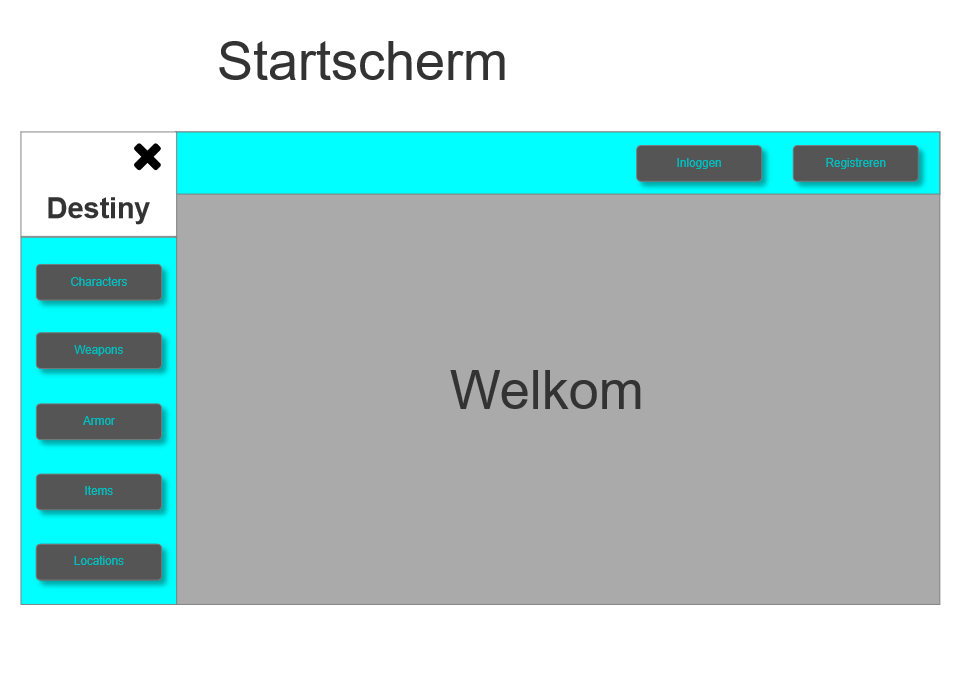 Startscherm
Inloggen
Registreren
Destiny
Characters
Weapons
Armor
Items
Locations
Welkom